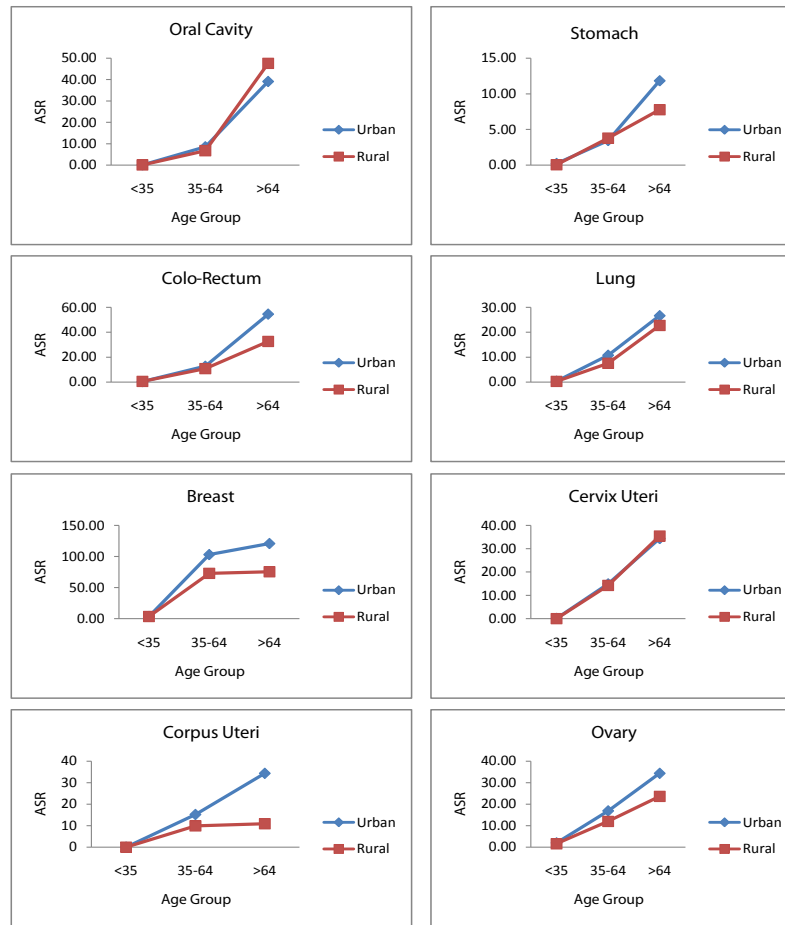 Oral Cavity
50.00
40.00
30.00
20.00
10.00
0.00
ASR
<35 35-64 >64
Age Group
Urban
Rural
Stomach
15.00
10.00
5.00
0.00
ASR
<35 35-64 >64
Age Group
Urban
Rural
Colo-Rectum
60.00
40.00
20.00
0.00
ASR
<35 35-64 >64
Age Group
Urban
Rural
Lung
30.00
20.00
10.00
0.00
ASR
<35 35-64 >64
Age Group
Urban
Rural
Breast
150.00
100.00
50.00
0.00
ASR
<35 35-64 >64
Age Group
Urban
Rural
Cervix Uteri
40.00
30.00
20.00
10.00
0.00
ASR
<35 35-64 >64
Age Group
Urban
Rural
Corpus Uteri
40
30
20
10
0
ASR
<35 35-64 >64
Age Group
Urban
Rural
Ovary
40.00
30.00
20.00
10.00
0.00
ASR
<35 35-64 >64
Age Group
Urban
Rural